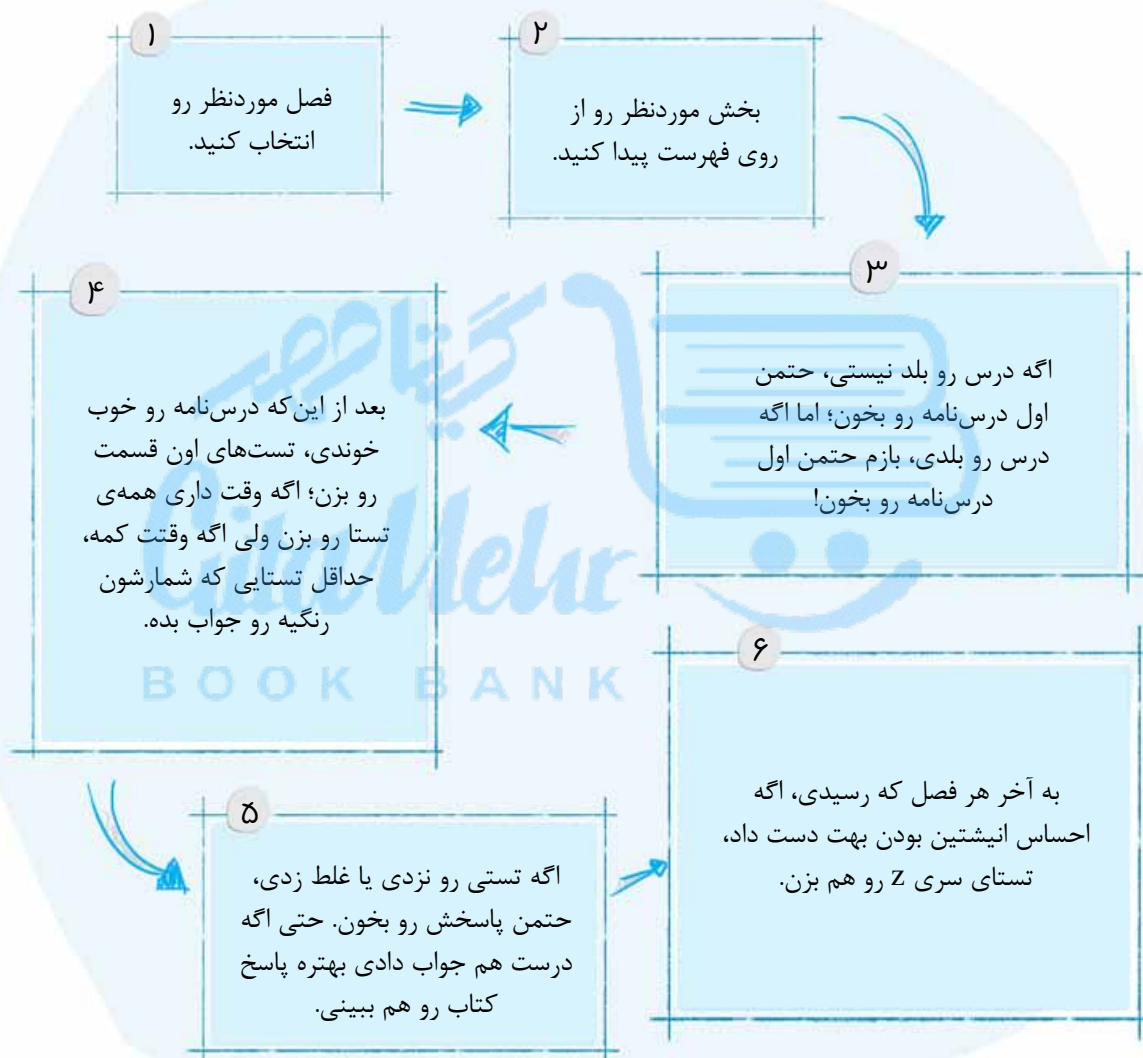 ۱
فصل موردنظر رو
انتخاب کنید.
۲
بخش موردنظر رو از
روی فهرست پیدا کنید.
۳
اگه درس رو بلد نیستی، حتمن
اول درس‌نامه رو بخون؛ اما اگه
درس رو بلدی، بازم حتمن اول
درس‌نامه رو بخون!
۴
بعد از این‌که درس‌نامه رو خوب
خوندی، تست‌های اون قسمت
رو بزن؛ اگه وقت داری همه‌ی
تستا رو بزن ولی اگه وقتت کمه،
حداقل تستایی که شمارشون
رنگیه رو جواب بده.
۵
اگه تستی رو نزدی یا غلط زدی،
حتمن پاسخش رو بخون. حتی اگه
درست هم جواب دادی بهتره پاسخ
کتاب رو هم ببینی.
۶
به آخر هر فصل که رسیدی، اگه
احساس انیشتین بودن بهت دست داد،
تستای سری Z رو هم بزن.
گیتامهر
GitaMehr
BOOK BANK